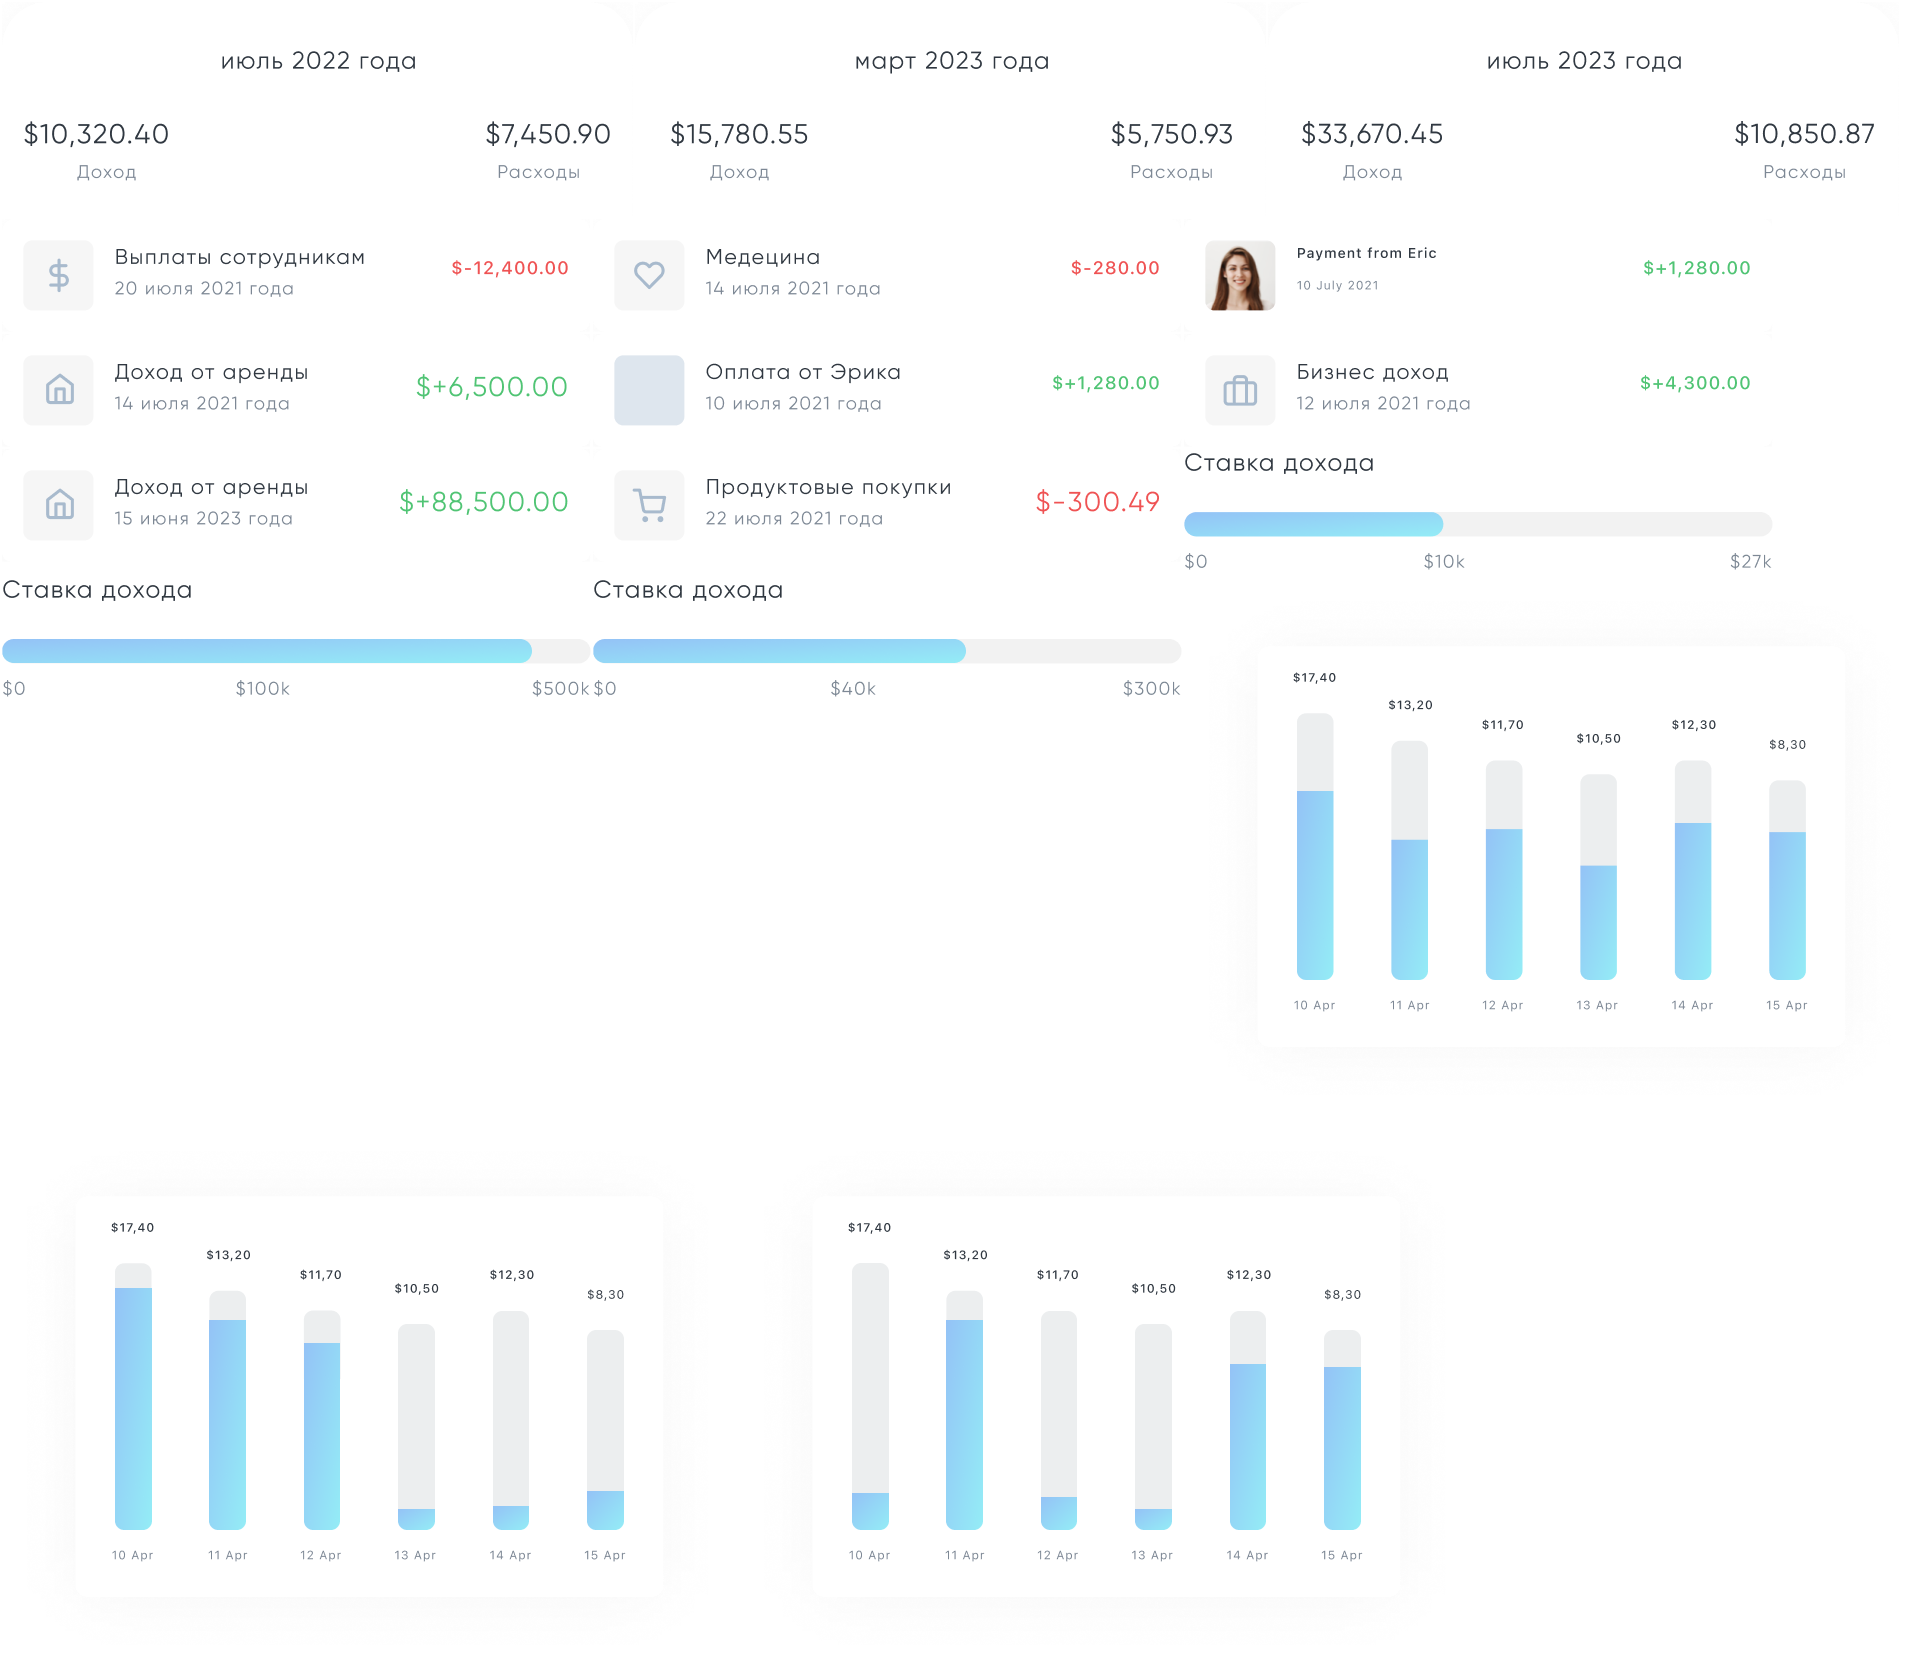 июль 2022 года
$10,320.40
$7,450.90
Доход
Расходы
Выплаты сотрудникам
20 июля 2021 года
$-12,400.00
Доход от аренды
14 июля 2021 года
$+6,500.00
Доход от аренды
15 июня 2023 года
$+88,500.00
Ставка дохода
$0
$100k
$500k
март 2023 года
$15,780.55
$5,750.93
Доход
Расходы
Медецина
14 июля 2021 года
$-280.00
Оплата от Эрика
10 июля 2021 года
$+1,280.00
Продуктовые покупки
22 июля 2021 года
$-300.49
Ставка дохода
$0
$40k
$300k
июль 2023 года
$33,670.45
$10,850.87
Доход
Расходы
Payment from Eric
10 July 2021
$+1,280.00
Бизнес доход
12 июля 2021 года
$+4,300.00
Ставка дохода
$0
$10k
$27k
$17,40
$13,20
$11,70
$10,50
$12,30
$8,30
10 Apr
11 Apr
12 Apr
13 Apr
14 Apr
15 Apr
$17,40
$13,20
$11,70
$10,50
$12,30
$8,30
10 Apr
11 Apr
12 Apr
13 Apr
14 Apr
15 Apr
$17,40
$13,20
$11,70
$10,50
$12,30
$8,30
10 Apr
11 Apr
12 Apr
13 Apr
14 Apr
15 Apr